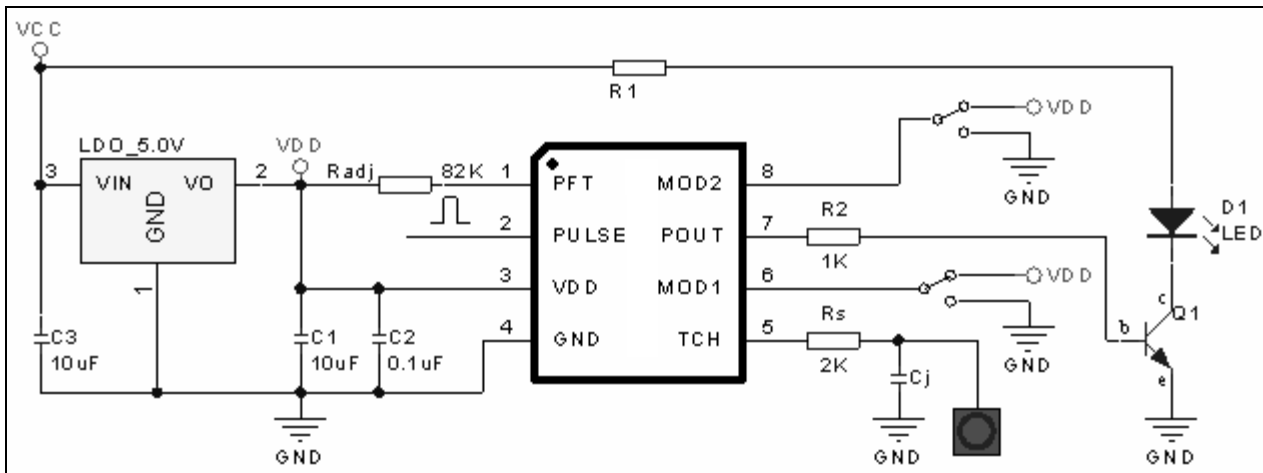 VCC
R1
VDD
GND
LDO_5.0V
VDD
3
VIN
VO
GND
2
1
Radj
82K
1
PFT
MOD2
8
2
PULSE
POUT
7
R2
1K
3
VDD
MOD1
6
VDD
GND
4
GND
TCH
5
Rs
2K
C3
10uF
C1
10uF
C2
0.1uF
Cj
GND
GND
D1
LED
c
b
e
Q1
GND